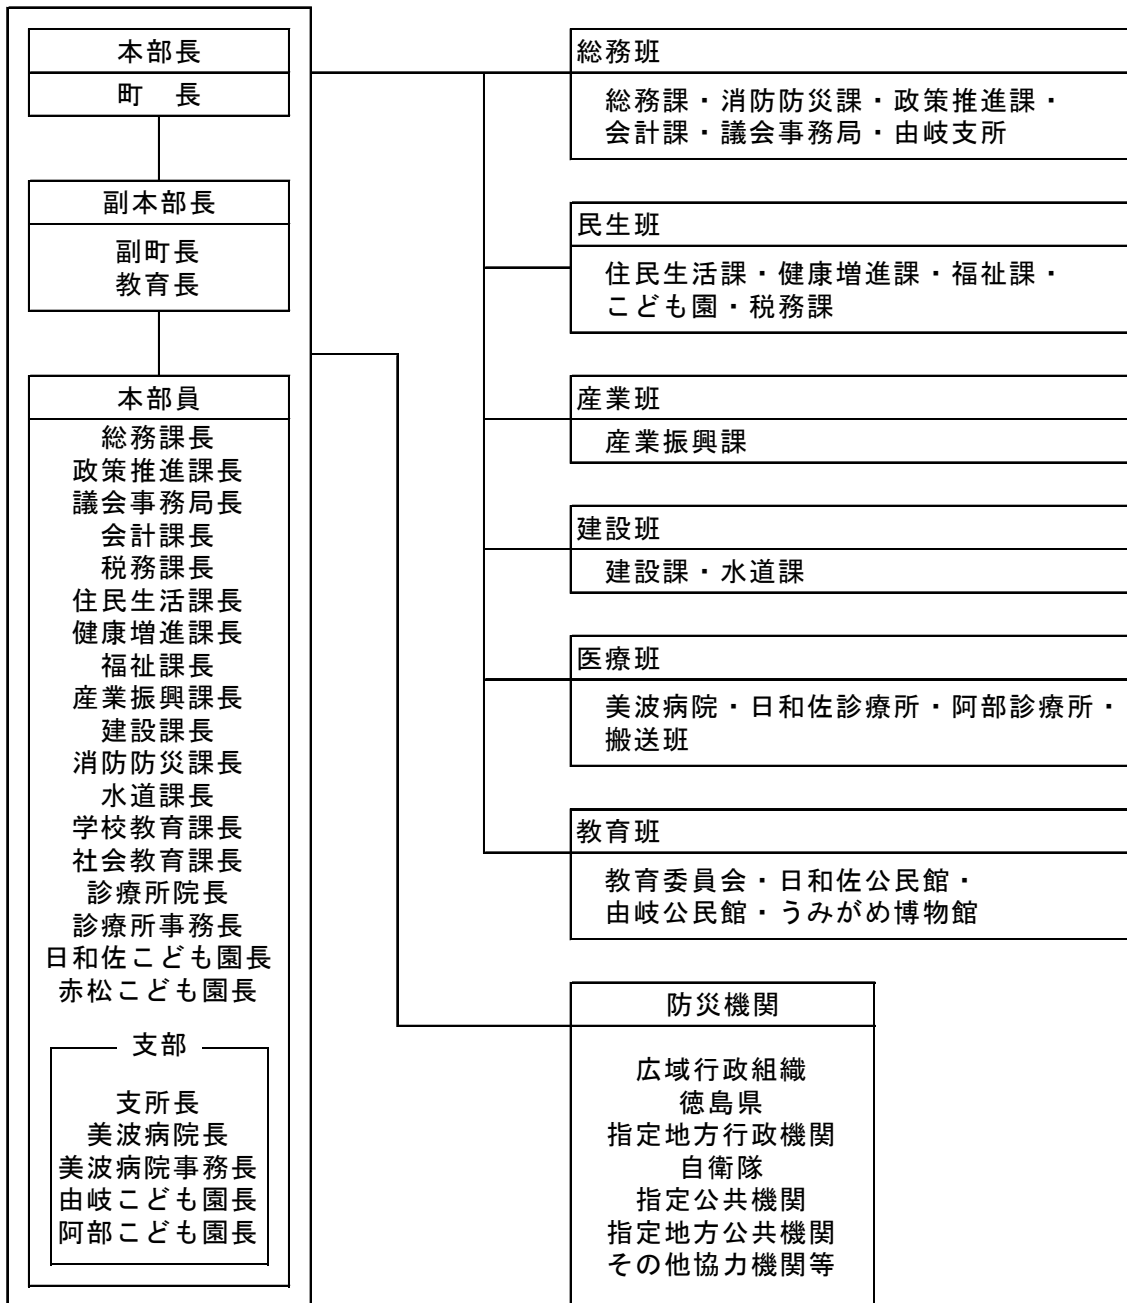 本部長
町　長
副本部長
副町長
教育長
本部員
総務課長
政策推進課長
議会事務局長
会計課長
税務課長
住民生活課長
健康増進課長
福祉課長
産業振興課長
建設課長
消防防災課長
水道課長
学校教育課長
社会教育課長
診療所院長
診療所事務長
日和佐こども園長
赤松こども園長
支部
支所長
美波病院長
美波病院事務長
由岐こども園長
阿部こども園長
総務班
総務課・消防防災課・政策推進課・
会計課・議会事務局・由岐支所
民生班
住民生活課・健康増進課・福祉課・
こども園・税務課
産業班
産業振興課
建設班
建設課・水道課
医療班
美波病院・日和佐診療所・阿部診療所・
搬送班
教育班
教育委員会・日和佐公民館・
由岐公民館・うみがめ博物館
防災機関
広域行政組織
徳島県
指定地方行政機関
自衛隊
指定公共機関
指定地方公共機関
その他協力機関等